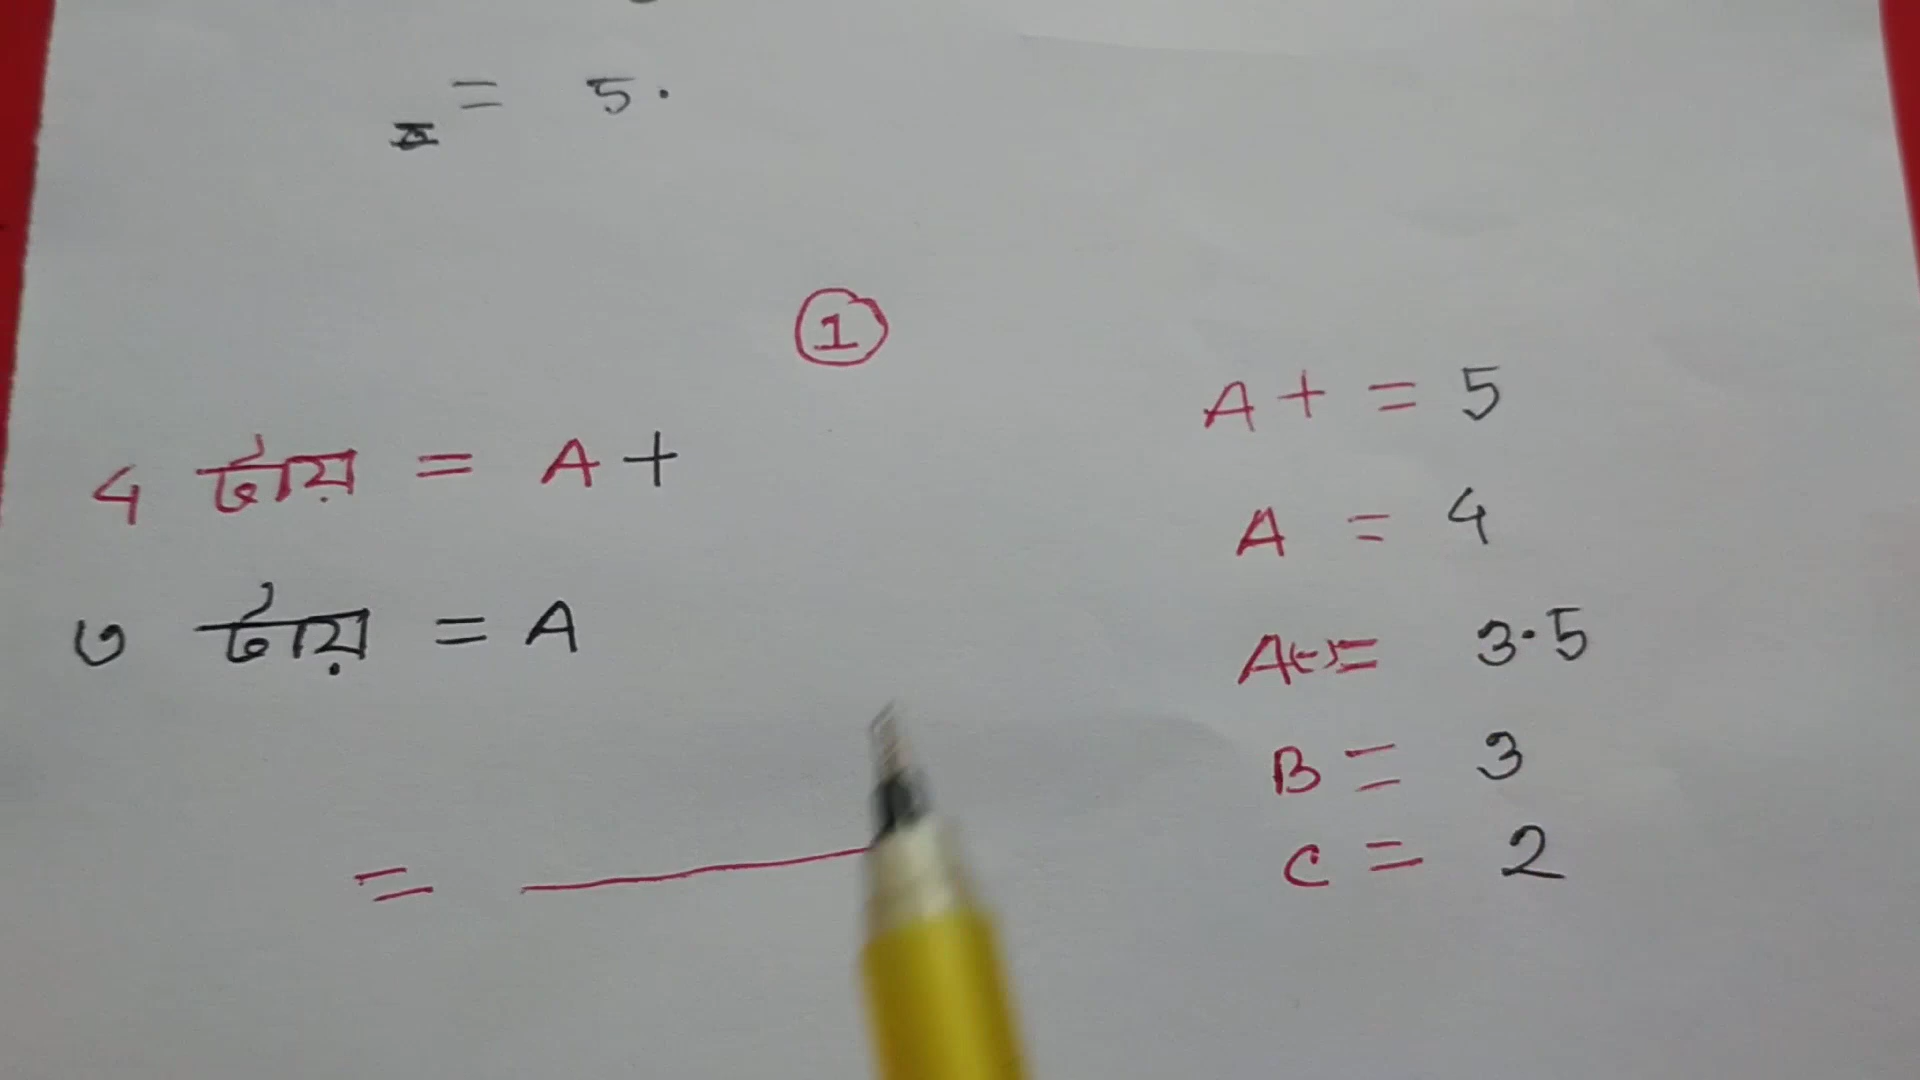 = 5.
1
4 টায় = A+
৩ টায় = A
=
A+ = 5
A = 4
A(-)= 3.5
B = 3
C = 2